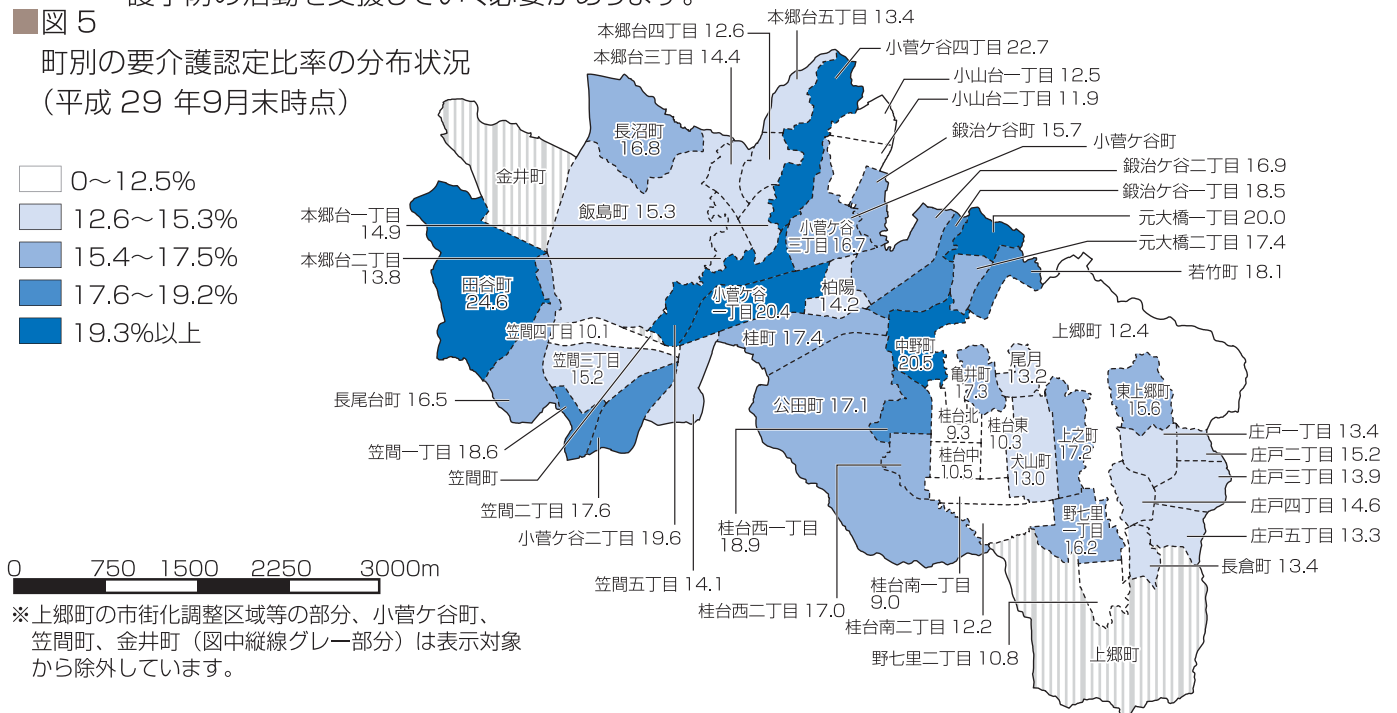 護予防の活動を支援していく必要があります。
■図5
町別の要介護認定比率の分布状況
（平成 29 年9月末時点）
0～12.5%
12.6～15.3%
15.4～17.5%
17.6～19.2%
19.3%以上
本郷台五丁目 13.4
本郷台四丁目 12.6
本郷台三丁目 14.4
小菅ケ谷四丁目 22.7
小山台一丁目 12.5
小山台二丁目 11.9
鍛治ケ谷町 15.7
小菅ケ谷町
鍛治ケ谷二丁目 16.9
鍛治ケ谷一丁目 18.5
元大橋一丁目 20.0
元大橋二丁目 17.4
若竹町 18.1
長沼町
16.8
金井町
飯島町 15.3
本郷台一丁目
14.9
本郷台二丁目
13.8
小菅ケ谷
三丁目 16.7
田谷町
24.6
小菅ケ谷
一丁目 20.4
柏陽
14.2
笠間四丁目 10.1
桂町 17.4
中野町
20.5
上郷町 12.4
笠間三丁目
15.2
亀井町
17.3
尾月
13.2
東上郷町
15.6
長尾台町 16.5
公田町 17.1
桂台北
9.3
桂台東
10.3
上之町
17.2
桂台中
10.5
犬山町
13.0
庄戸一丁目 13.4
庄戸二丁目 15.2
庄戸三丁目 13.9
庄戸四丁目 14.6
庄戸五丁目 13.3
長倉町 13.4
笠間一丁目 18.6
笠間町
笠間二丁目 17.6
小菅ケ谷二丁目 19.6
笠間五丁目 14.1
桂台西一丁目
18.9
野七里
一丁目
16.2
桂台西二丁目 17.0
桂台南一丁目
9.0
桂台南二丁目 12.2
野七里二丁目 10.8
上郷町
0 750 1500 2250 3000m
※上郷町の市街化調整区域等の部分、小菅ケ谷町、
笠間町、金井町（図中縦線グレー部分）は表示対象
から除外しています。